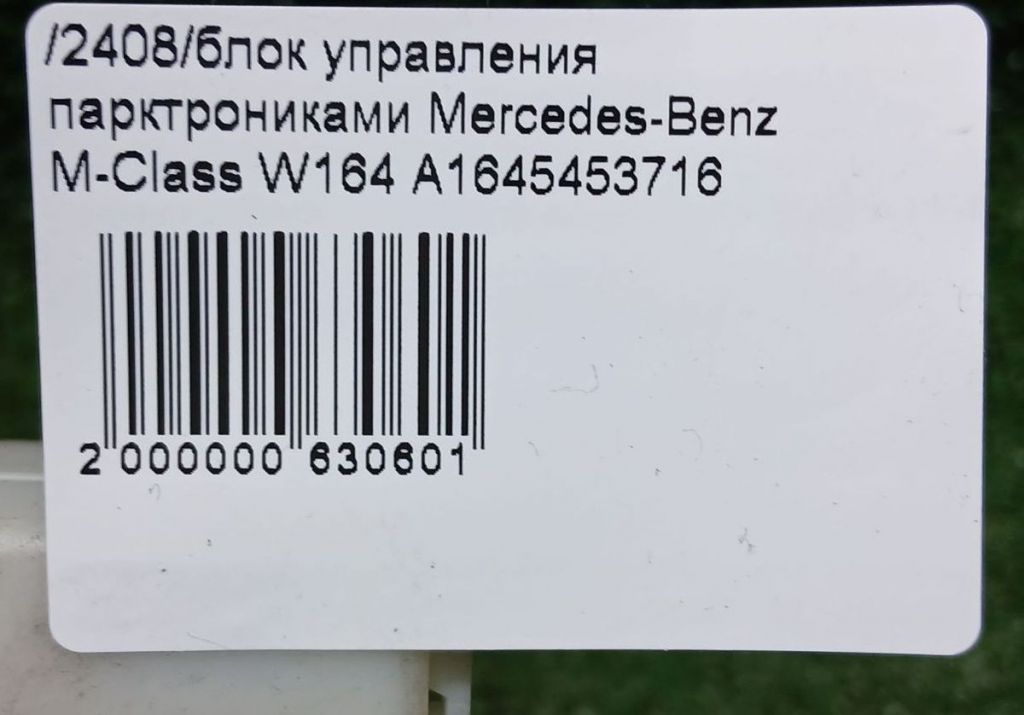 /2408/блок управления
парктрониками Mercedes-Benz
M-Class W164 A1645453716
2 000000 630601